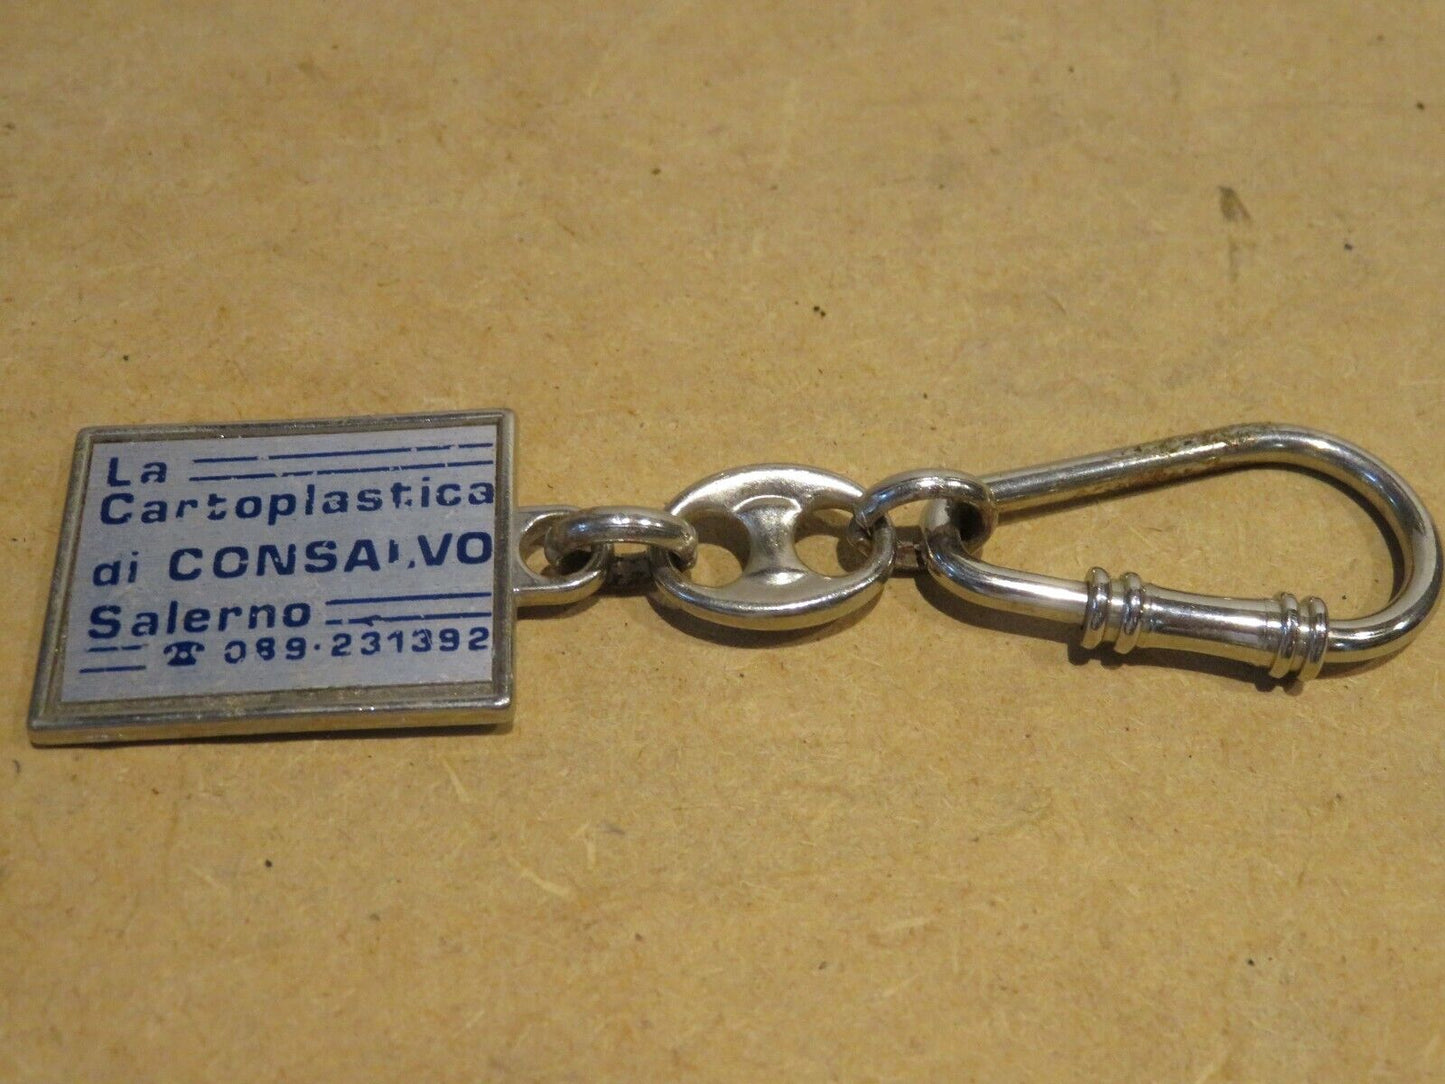 La
Cartoplastica
di CONSALVO
Salerno
☎ 089·231392